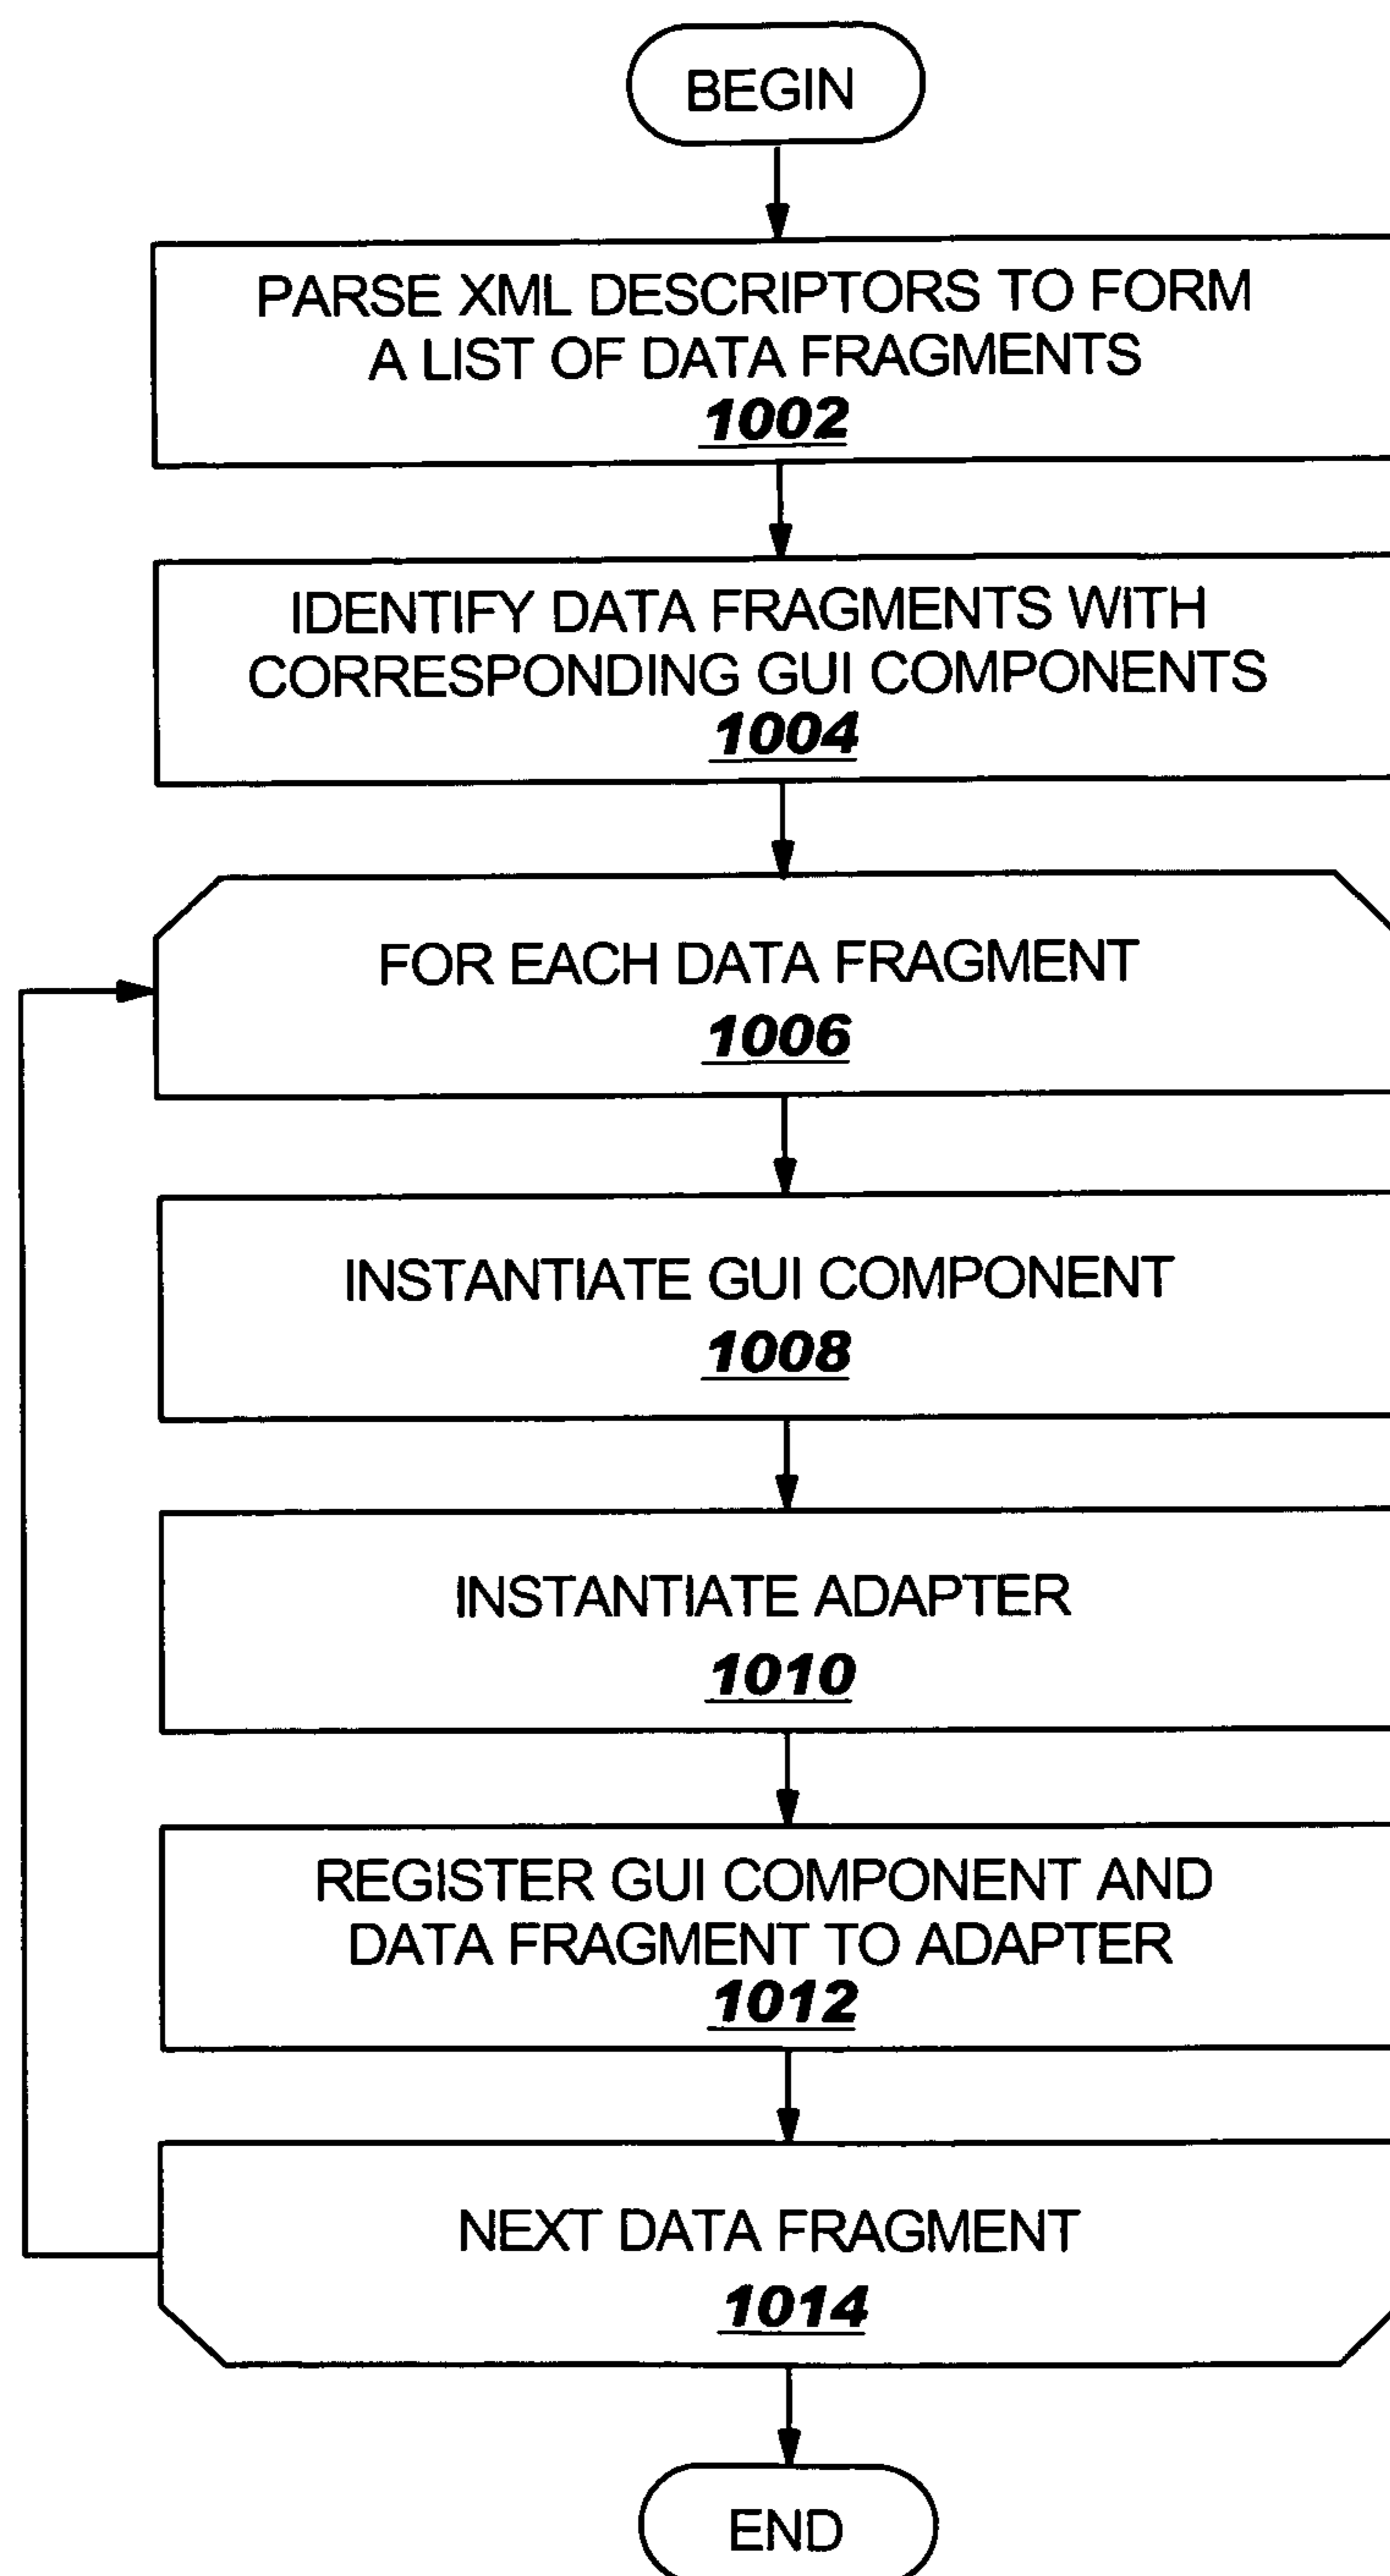 BEGIN
PARSE XML DESCRIPTORS TO FORM
A LIST OF DATA FRAGMENTS
1002
IDENTIFY DATA FRAGMENTS WITH
CORRESPONDING GUI COMPONENTS
1004
FOR EACH DATA FRAGMENT
1006
INSTANTIATE GUI COMPONENT
1008
INSTANTIATE ADAPTER
1010
REGISTER GUI COMPONENT AND
DATA FRAGMENT TO ADAPTER
1012
NEXT DATA FRAGMENT
1014
END